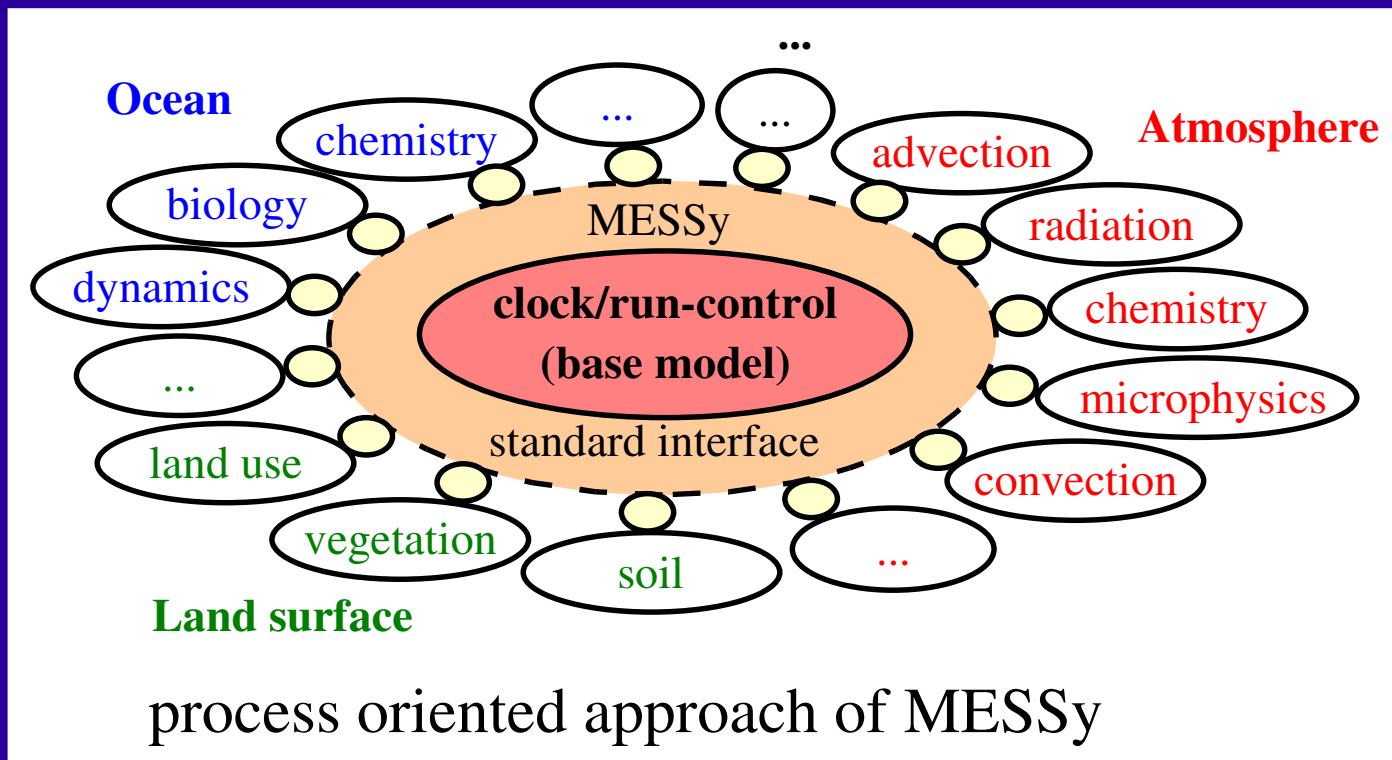 ...
Ocean
...
...
Atmosphere
chemistry
advection
biology
MESSy
radiation
dynamics
clock/run-control
chemistry
...
(base model)
microphysics
land use
standard interface
convection
vegetation
soil
...
Land surface
process oriented approach of MESSy